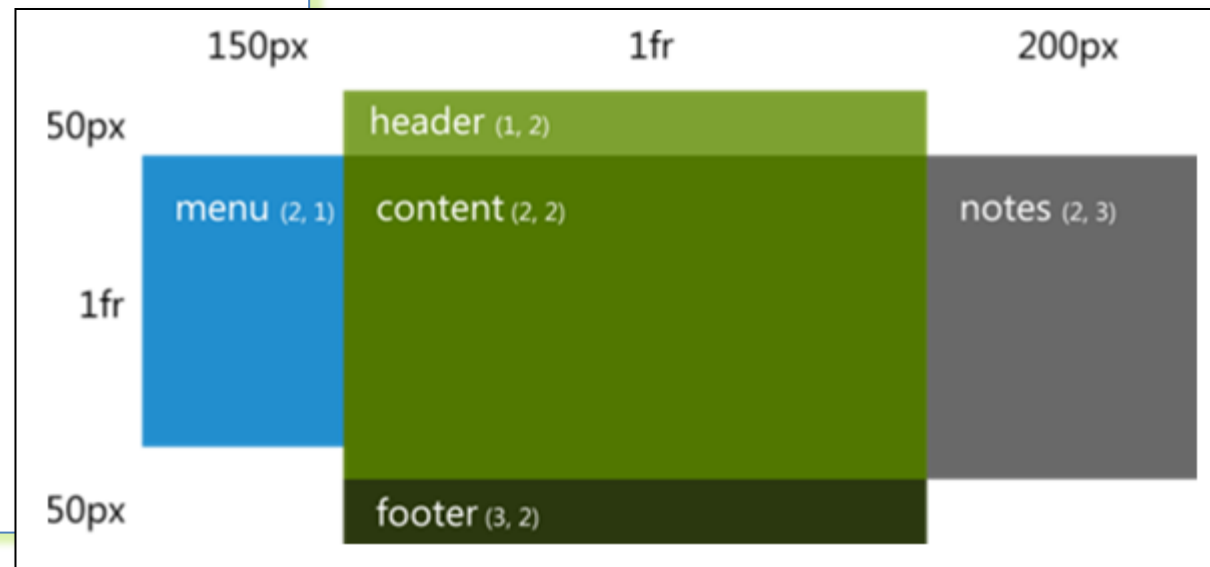 150px 1fr 200px
50px header (1, 2)
menu (2, 1) content (2, 2) notes (2, 3)
1fr
50px footer (3, 2)